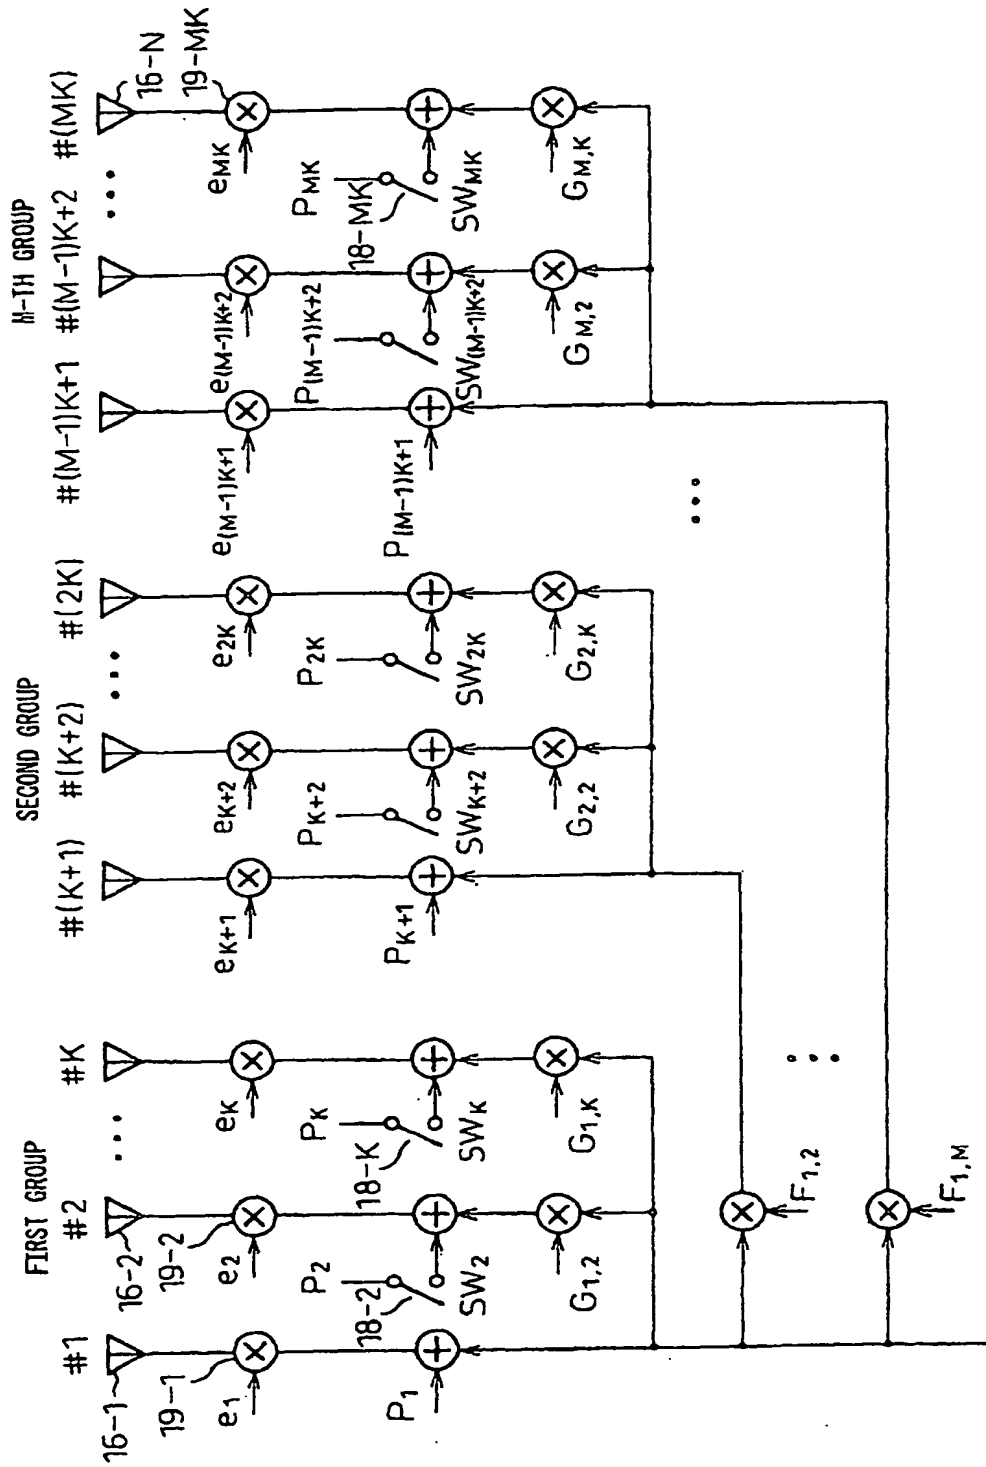 FIRST GROUP SECOND GROUP M-TH GROUP
#1 #2 ... #K #(K+1) #(K+2) ... #(2K) #(M-1)K+1 #(M-1)K+2 ... #(MK)
16-1 16-2 16-N
19-1 19-2 19-MK
e1 e2 eK eK+1 eK+2 e2K e(M-1)K+1 e(M-1)K+2 eMK
P1 P2 PK PK+1 PK+2 P2K P(M-1)K+1 P(M-1)K+2 PMK
18-2 18-K 18-MK
SW2 SWK SWK+2 SW2K SW(M-1)K+2 SWMK
G1,2 G1,K G2,2 G2,K GM,2 GM,K
...
F1,2
...
F1,M